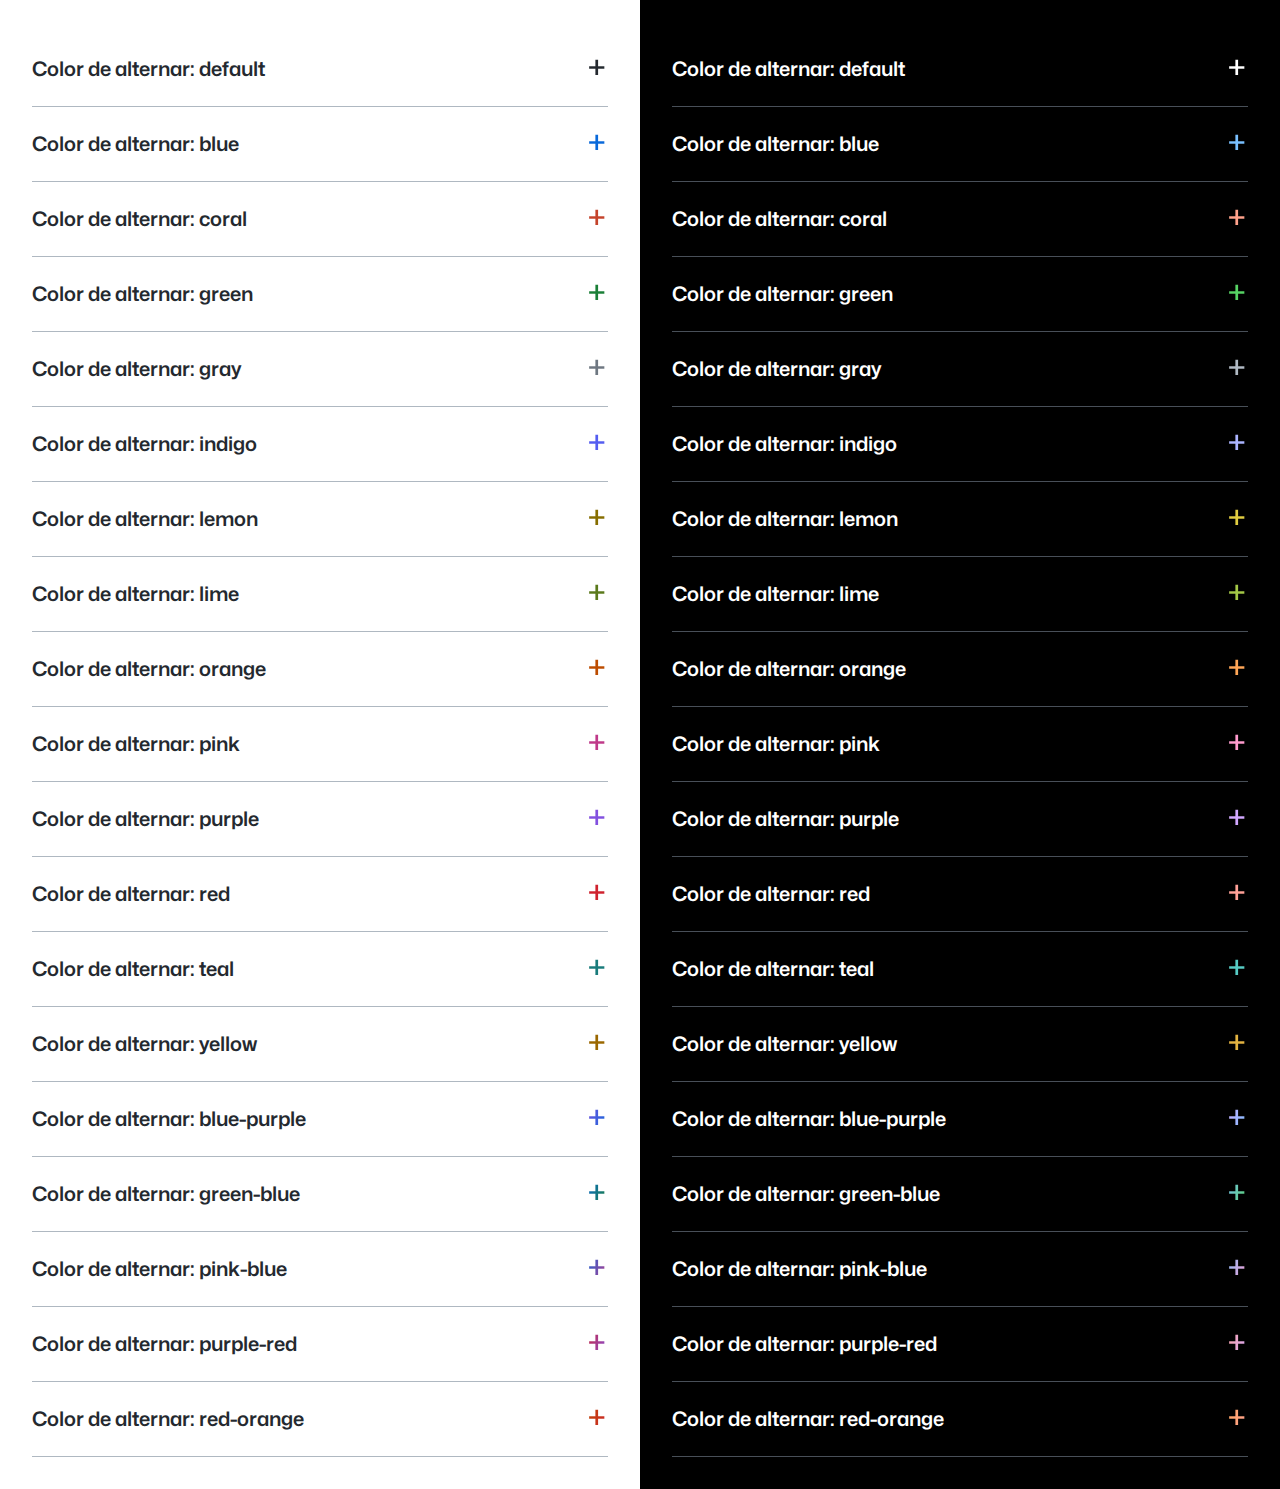 Color de alternar: default
Color de alternar: blue
Color de alternar: coral
Color de alternar: green
Color de alternar: gray
Color de alternar: indigo
Color de alternar: lemon
Color de alternar: lime
Color de alternar: orange
Color de alternar: pink
Color de alternar: purple
Color de alternar: red
Color de alternar: teal
Color de alternar: yellow
Color de alternar: blue-purple
Color de alternar: green-blue
Color de alternar: pink-blue
Color de alternar: purple-red
Color de alternar: red-orange
Color de alternar: default
Color de alternar: blue
Color de alternar: coral
Color de alternar: green
Color de alternar: gray
Color de alternar: indigo
Color de alternar: lemon
Color de alternar: lime
Color de alternar: orange
Color de alternar: pink
Color de alternar: purple
Color de alternar: red
Color de alternar: teal
Color de alternar: yellow
Color de alternar: blue-purple
Color de alternar: green-blue
Color de alternar: pink-blue
Color de alternar: purple-red
Color de alternar: red-orange